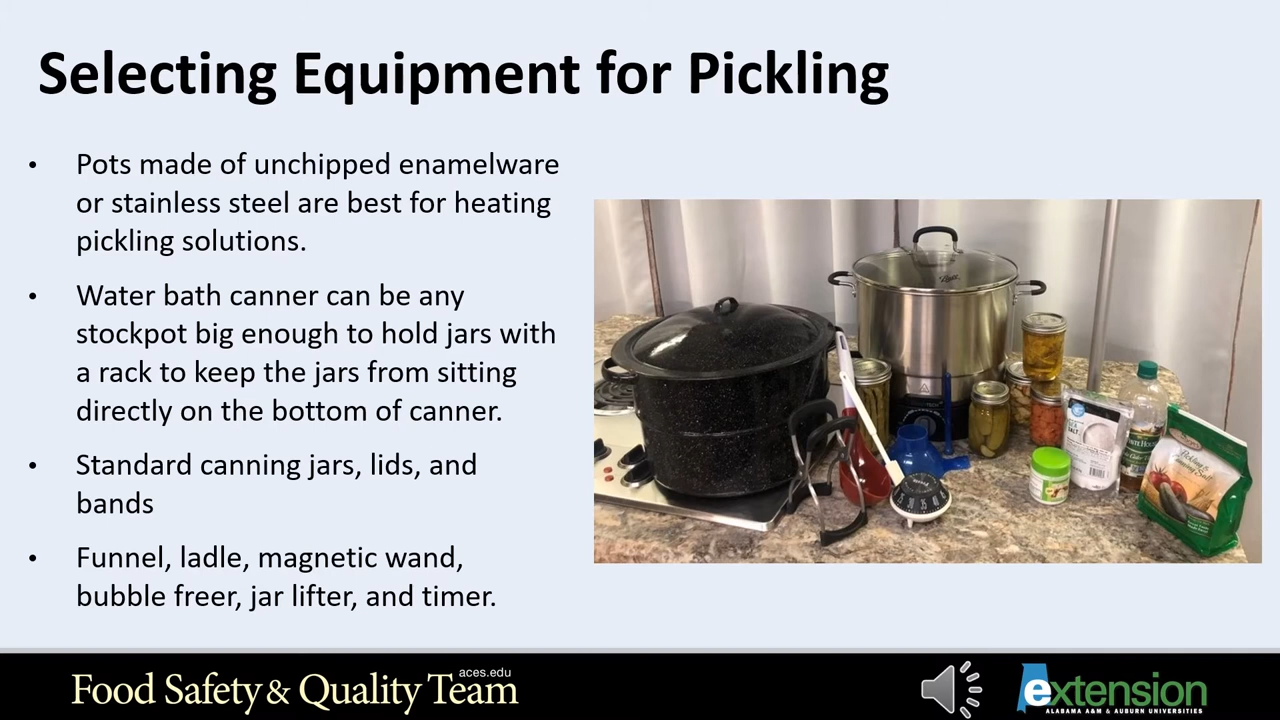 Selecting Equipment for Pickling
• Pots made of unchipped enamelware
or stainless steel are best for heating
pickling solutions.
• Water bath canner can be any
stockpot big enough to hold jars with
a rack to keep the jars from sitting
directly on the bottom of canner.
• Standard canning jars, lids, and
bands
• Funnel, ladle, magnetic wand,
bubble freer, jar lifter, and timer.
SALT
aces.edu
Food Safety & Quality Team
extension
ALABAMA A&M & AUBURN UNIVERSITIES